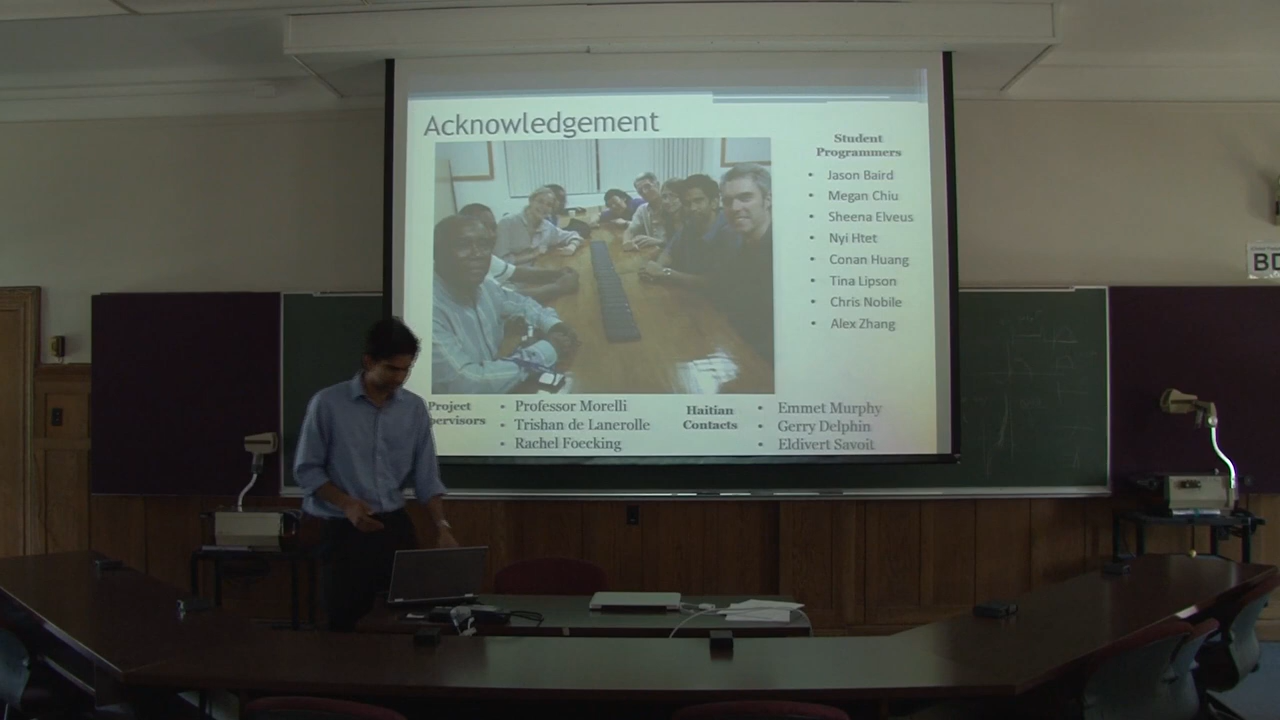 Acknowledgement
Student
Programmers
• Jason Baird
• Megan Chiu
• Sheena Elveus
• Nyi Htet
• Conan Huang
• Tina Lipson
• Chris Nobile
• Alex Zhang
Project
pervisors
• Professor Morelli
• Trishan de Lanerolle
• Rachel Foecking
Haitian
Contacts
• Emmet Murphy
• Gerry Delphin
• Eldivert Savoit
BD